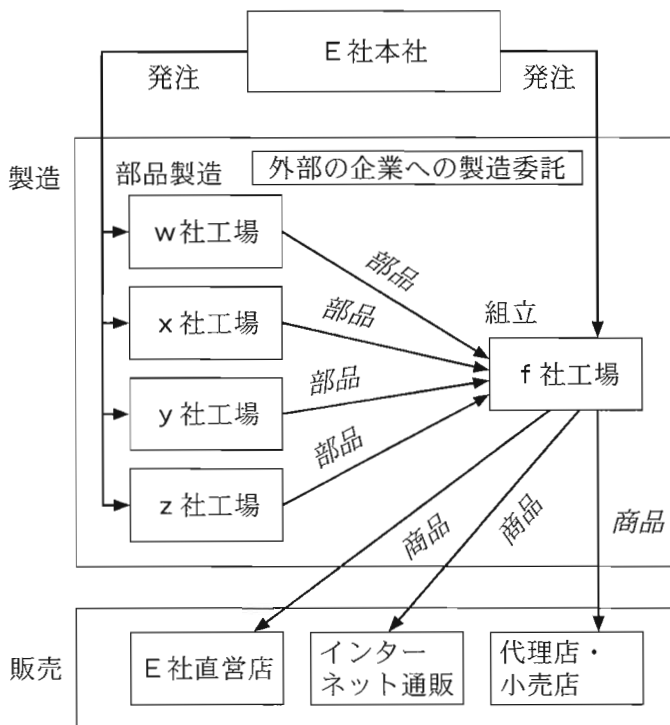 E社本社
発注
発注
製造
部品製造
外部の企業への製造委託
w社工場
部品
x社工場
部品
組立
f社工場
y社工場
部品
z社工場
部品
商品
商品
商品
販売
E社直営店
インター
ネット通販
代理店・
小売店